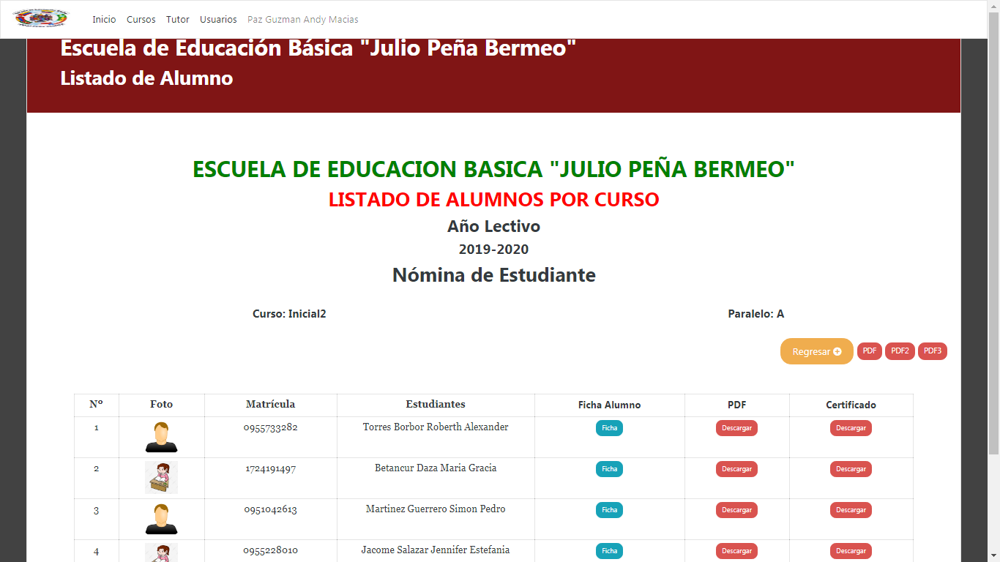 Inicio Cursos Tutor Usuarios Paz Guzman Andy Macias
Escuela de Educación Básica "Julio Peña Bermeo"
Listado de Alumno
ESCUELA DE EDUCACION BASICA "JULIO PEÑA BERMEO"
LISTADO DE ALUMNOS POR CURSO
Año Lectivo
2019-2020
Nómina de Estudiante
Curso: Inicial2 Paralelo: A
Regresar PDF PDF2 PDF3
Nº Foto Matrícula Estudiantes Ficha Alumno PDF Certificado
1 0955733282 Torres Borbor Roberth Alexander Ficha Descargar Descargar
2 1724191497 Betancur Daza Maria Gracia Ficha Descargar Descargar
3 0951042613 Martinez Guerrero Simon Pedro Ficha Descargar Descargar
4 0955228010 Jacome Salazar Jennifer Estefania Ficha Descargar Descargar